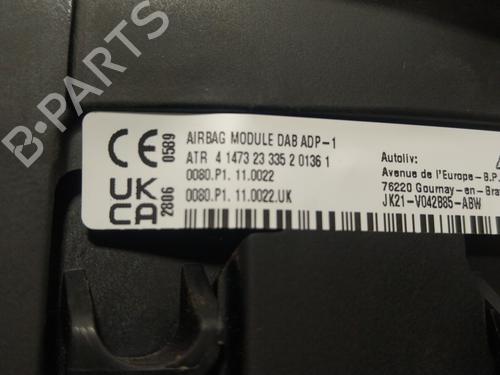 B-PARTS
CE 0589
UK CA 2806
AIRBAG MODULE DAB ADP-1
ATR 4 1473 23 335 2 0136 1
0080.P1. 11.0022
0080.P1. 11.0022.UK
Autoliv:
Avenue de l'Europe - B.P.
76220 Gournay-en-Bra
JK21-V042B85-ABW